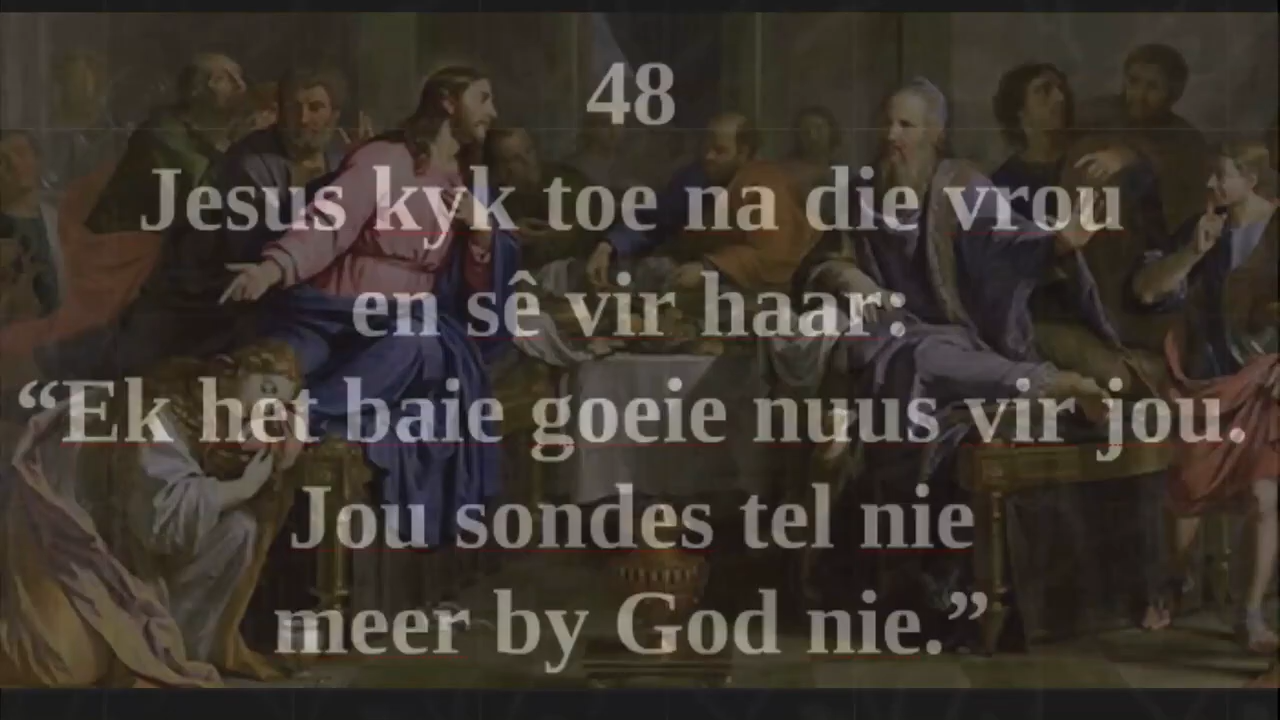 48
Jesus kyk toe na die vrou
en sê vir haar:
“Ek het baie goeie nuus vir jou.
Jou sondes tel nie
meer by God nie.”